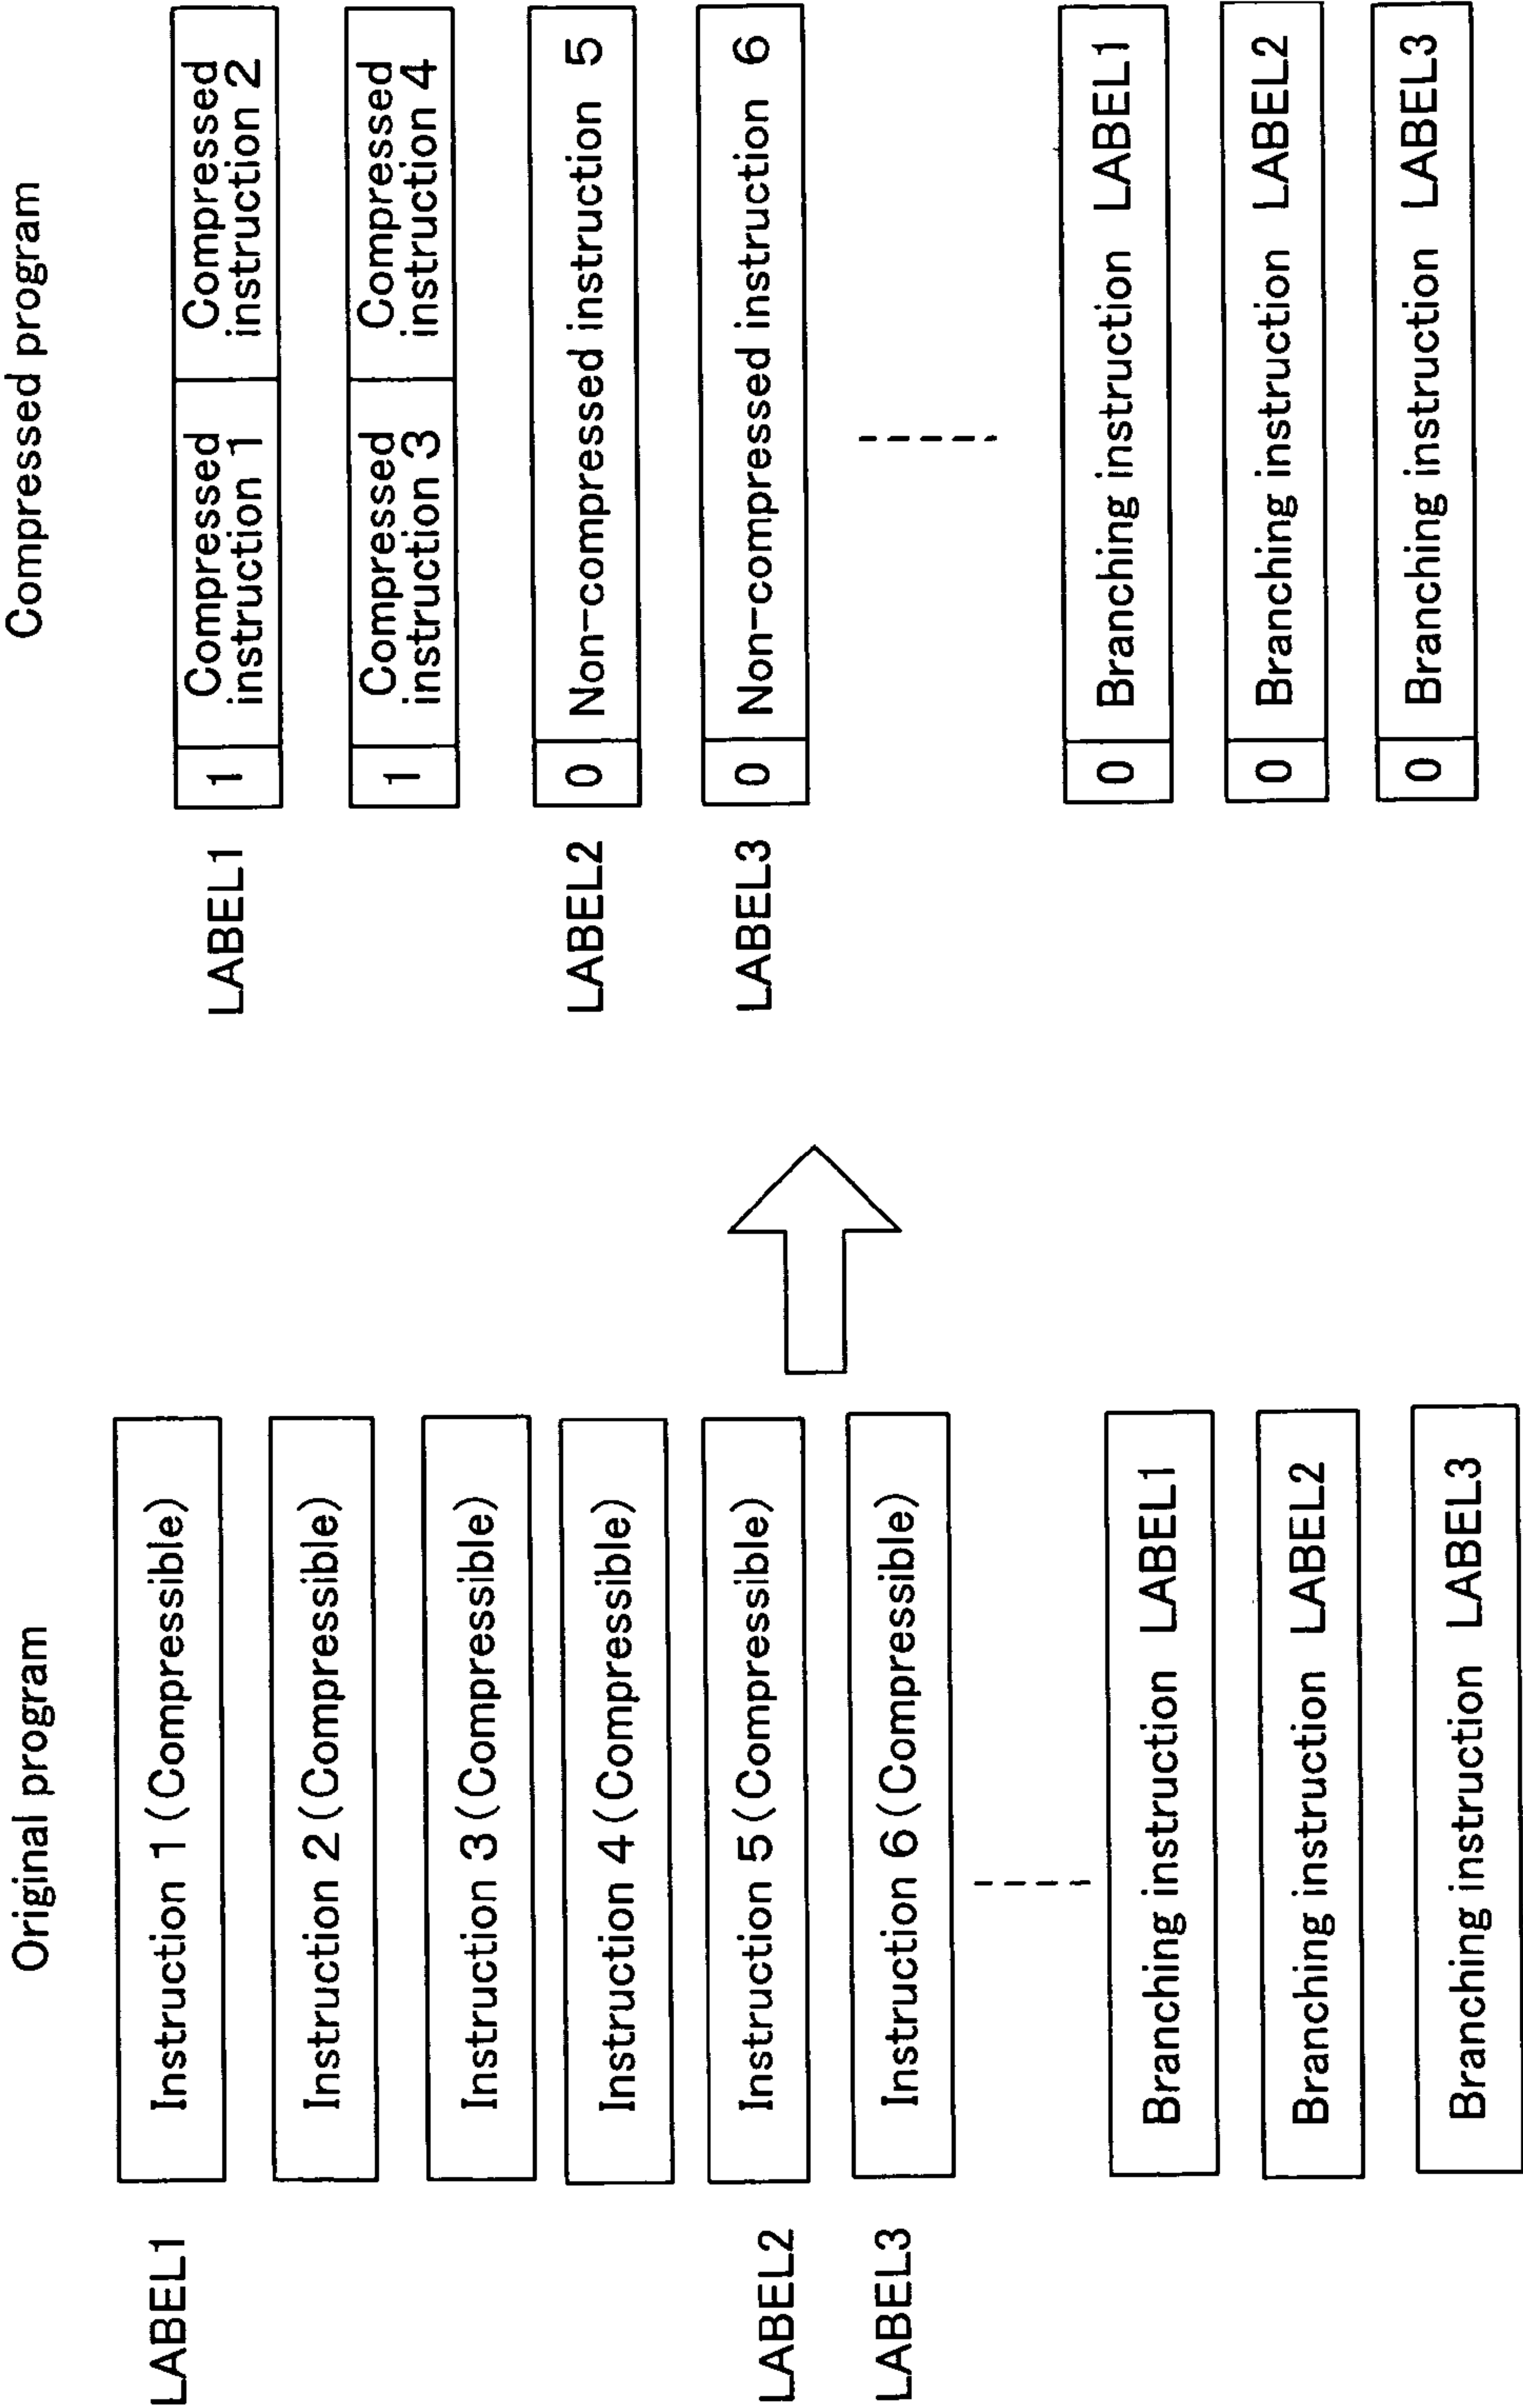 Original program
LABEL1
Instruction 1 (Compressible)
Instruction 2 (Compressible)
Instruction 3 (Compressible)
Instruction 4 (Compressible)
LABEL2
Instruction 5 (Compressible)
LABEL3
Instruction 6 (Compressible)
Branching instruction LABEL1
Branching instruction LABEL2
Branching instruction LABEL3
Compressed program
LABEL1
1
Compressed
instruction 1
Compressed
instruction 2
1
Compressed
instruction 3
Compressed
instruction 4
LABEL2
0
Non-compressed instruction 5
LABEL3
0
Non-compressed instruction 6
0
Branching instruction LABEL1
0
Branching instruction LABEL2
0
Branching instruction LABEL3